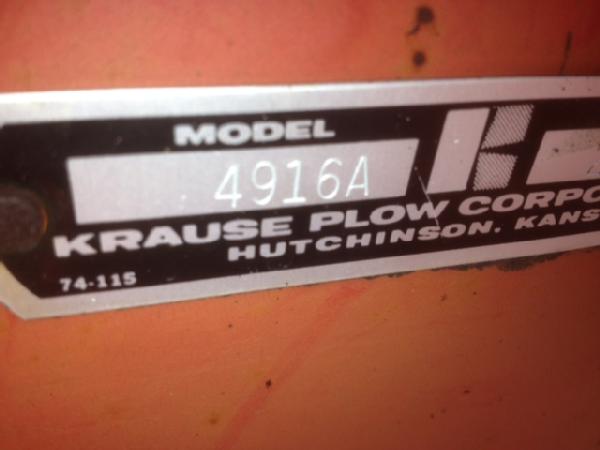 MODEL
4916A
KRAUSE PLOW CORPO
HUTCHINSON, KANS
74-115